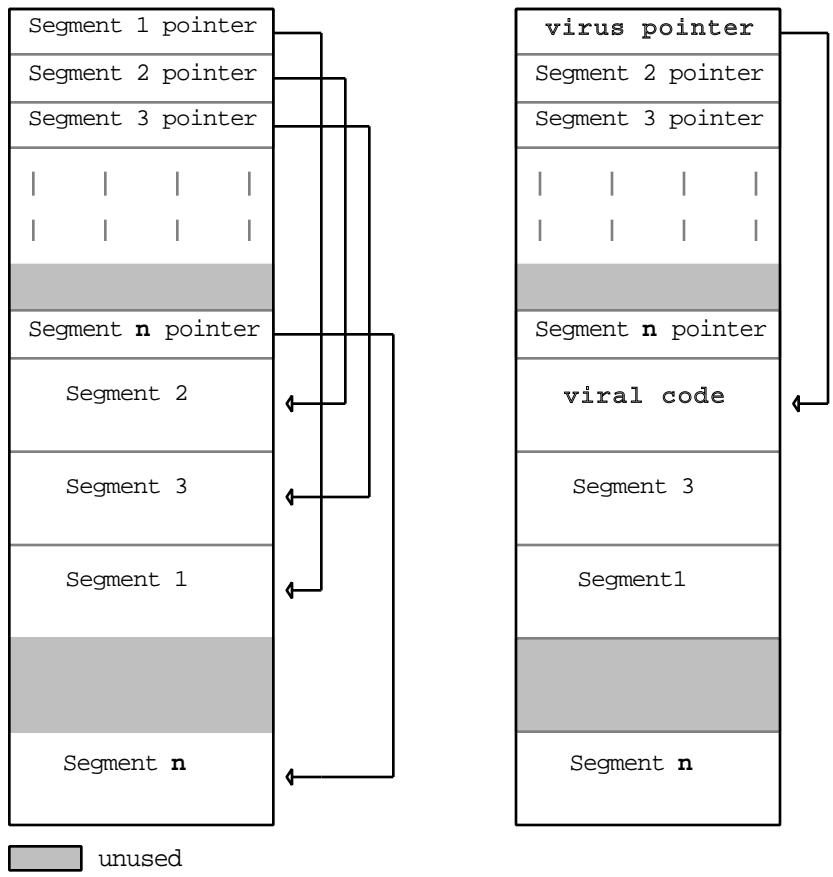 Segment 1 pointer
Segment 2 pointer
Segment 3 pointer
Segment n pointer
Segment 2
Segment 3
Segment 1
Segment n
unused
virus pointer
Segment 2 pointer
Segment 3 pointer
Segment n pointer
viral code
Segment 3
Segment1
Segment n